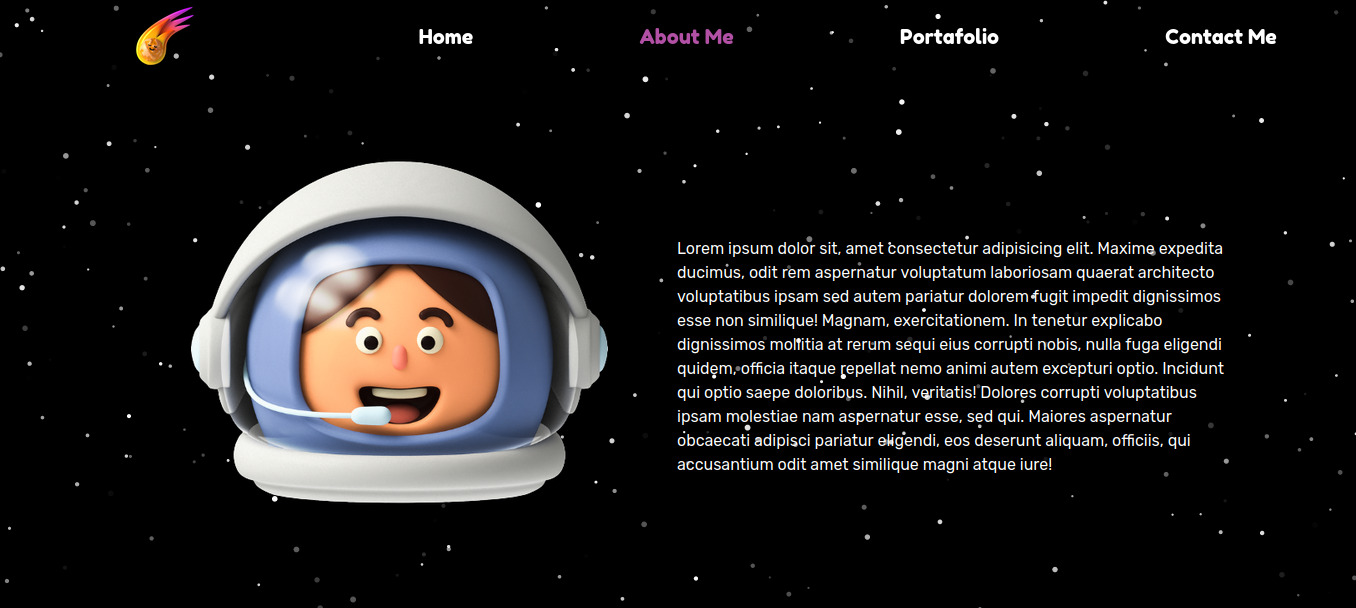 Home
About Me
Portafolio
Contact Me
Lorem ipsum dolor sit, amet consectetur adipisicing elit. Maxime expedita
ducimus, odit rem aspernatur voluptatum laboriosam quaerat architecto
voluptatibus ipsam sed autem pariatur dolorem fugit impedit dignissimos
esse non similique! Magnam, exercitationem. In tenetur explicabo
dignissimos mollitia at rerum sequi eius corrupti nobis, nulla fuga eligendi
quidem, officia itaque repellat nemo animi autem excepturi optio. Incidunt
qui optio saepe doloribus. Nihil, veritatis! Dolores corrupti voluptatibus
ipsam molestiae nam aspernatur esse, sed qui. Maiores aspernatur
obcaecati adipisci pariatur eligendi, eos deserunt aliquam, officiis, qui
accusantium odit amet similique magni atque iure!